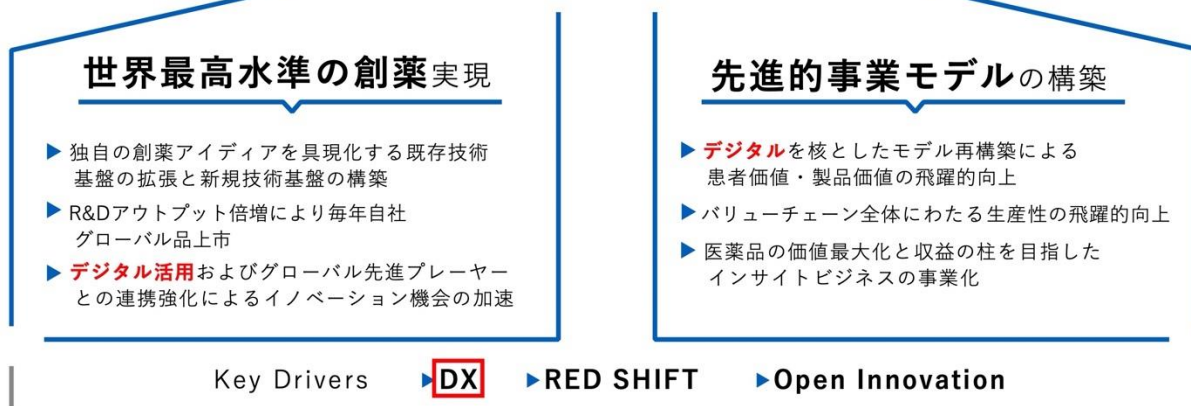 世界最高水準の創薬実現
▶ 独自の創薬アイディアを具現化する既存技術
基盤の拡張と新規技術基盤の構築
▶ R&Dアウトプット倍増により毎年自社
グローバル品上市
▶ デジタル活用およびグローバル先進プレーヤー
との連携強化によるイノベーション機会の加速
先進的事業モデルの構築
▶ デジタルを核としたモデル再構築による
患者価値・製品価値の飛躍的向上
▶ バリューチェーン全体にわたる生産性の飛躍的向上
▶ 医薬品の価値最大化と収益の柱を目指した
インサイトビジネスの事業化
Key Drivers ▶DX ▶RED SHIFT ▶Open Innovation